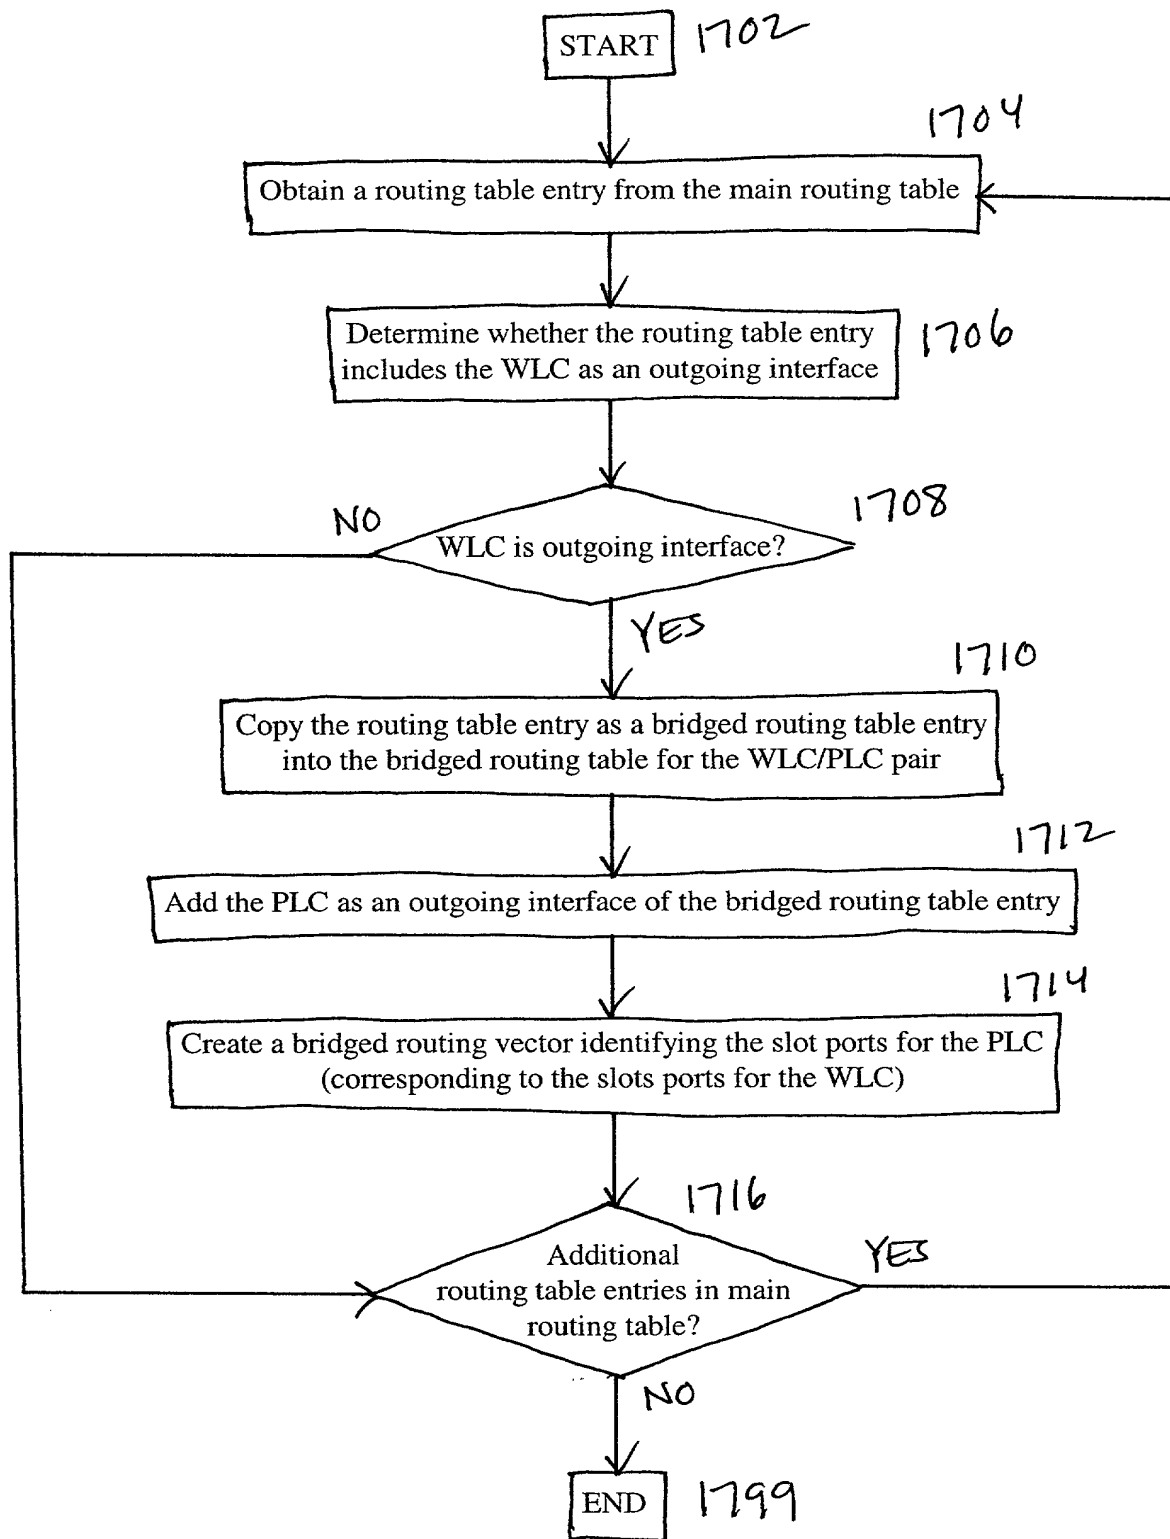 START 1702
1704
Obtain a routing table entry from the main routing table
Determine whether the routing table entry
includes the WLC as an outgoing interface
1706
NO
1708
WLC is outgoing interface?
YES
1710
Copy the routing table entry as a bridged routing table entry
into the bridged routing table for the WLC/PLC pair
1712
Add the PLC as an outgoing interface of the bridged routing table entry
1714
Create a bridged routing vector identifying the slot ports for the PLC
(corresponding to the slots ports for the WLC)
1716
Additional
routing table entries in main
routing table?
YES
NO
END 1799